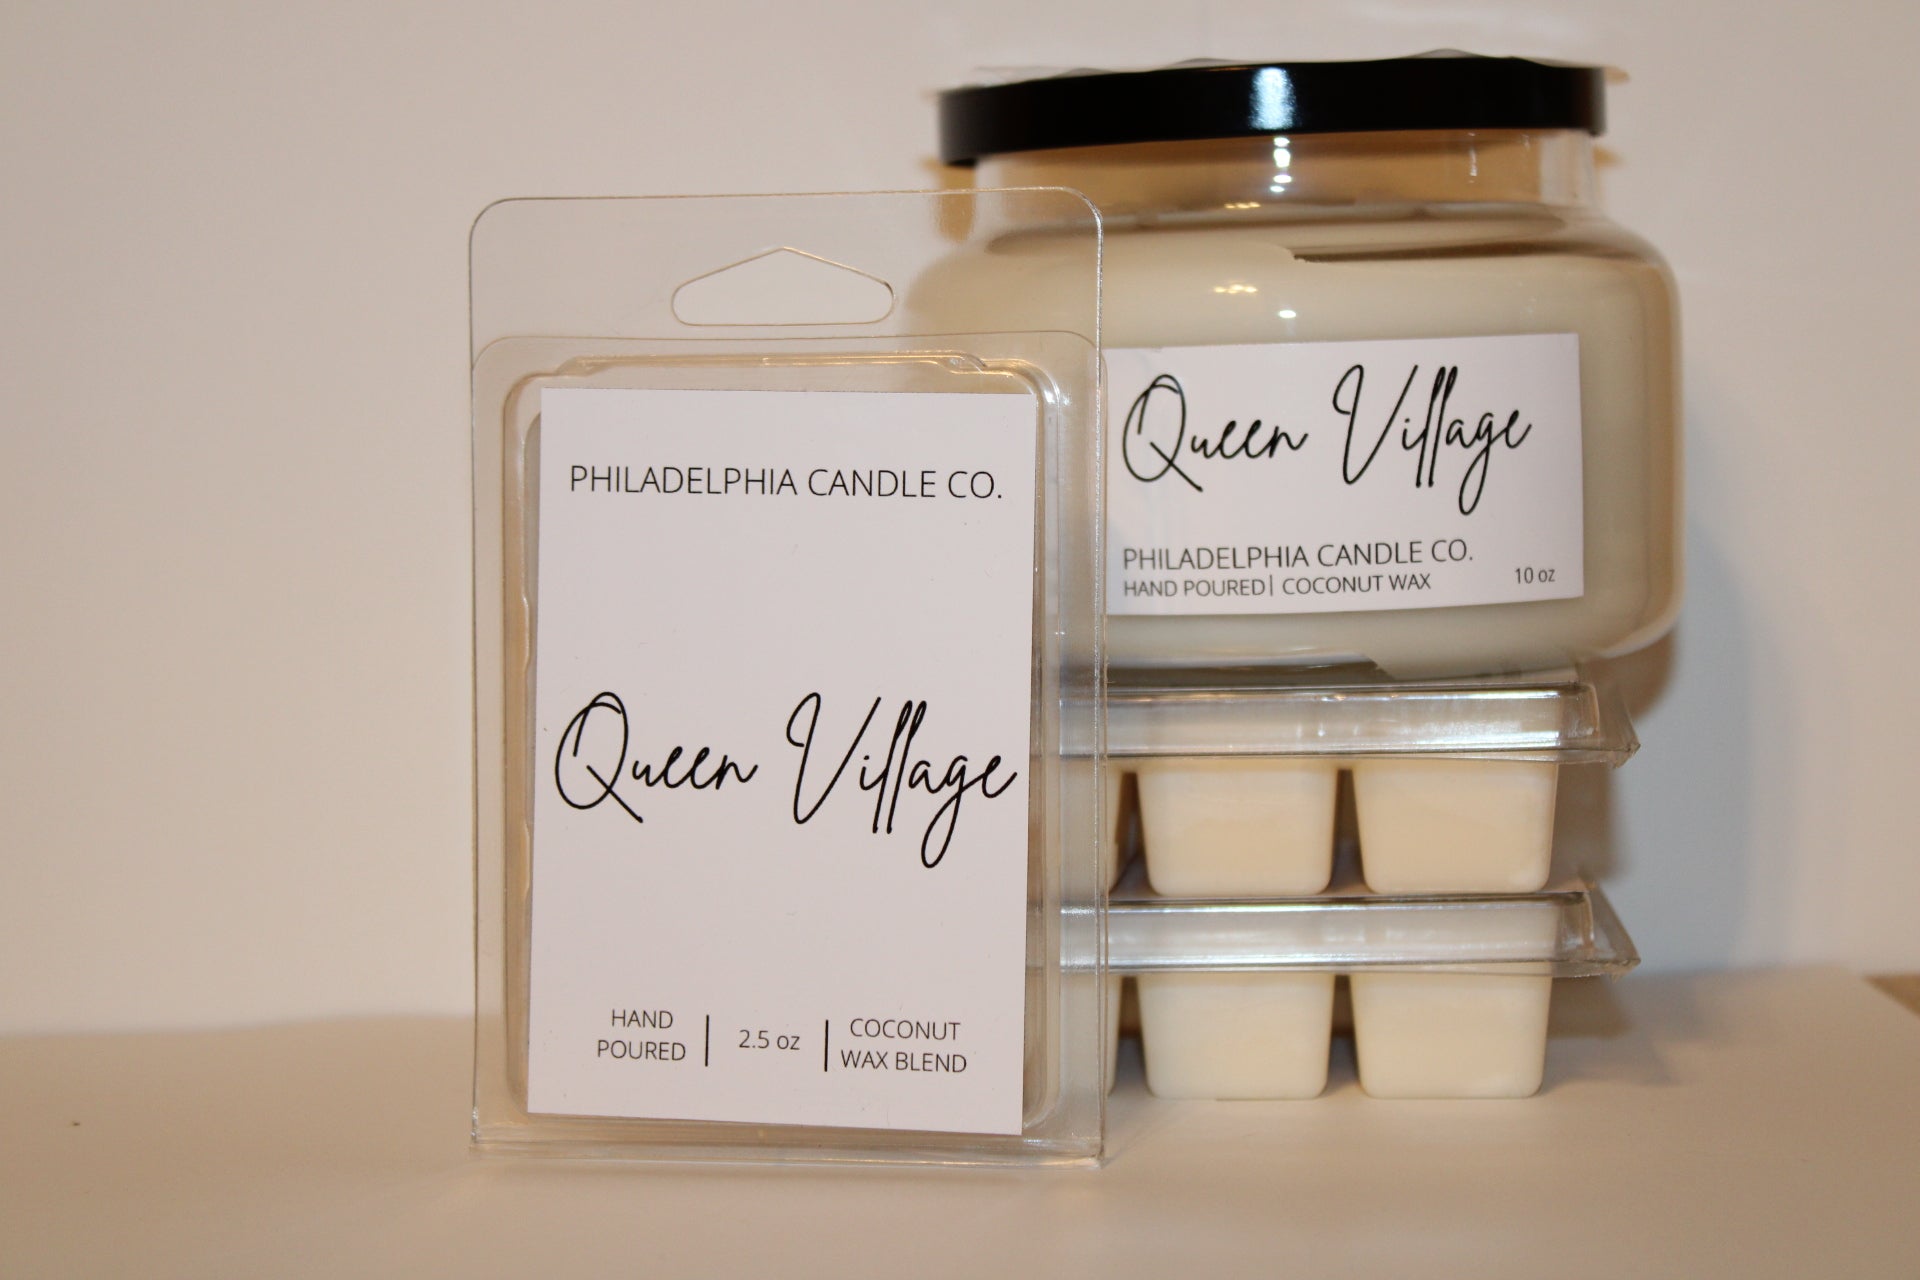 PHILADELPHIA CANDLE CO.
Queen Village
HAND
POURED
2.5 oz
COCONUT
WAX BLEND
Queen Village
PHILADELPHIA CANDLE CO.
HAND POURED| COCONUT WAX
10 oz